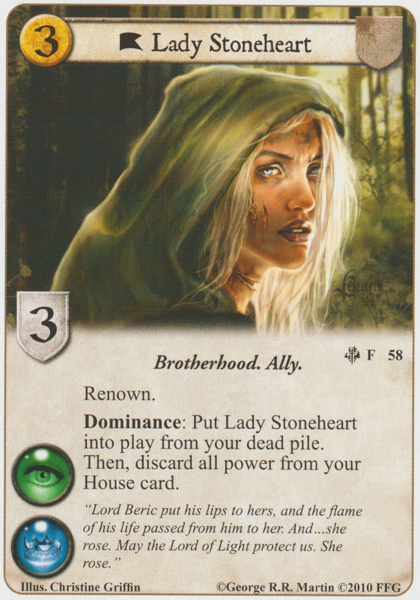 3
Lady Stoneheart
3
Brotherhood. Ally.
F 58
Renown.
Dominance: Put Lady Stoneheart
into play from your dead pile.
Then, discard all power from your
House card.
“Lord Beric put his lips to hers, and the flame
of his life passed from him to her. And…she
rose. May the Lord of Light protect us. She
rose.”
Illus. Christine Griffin ©George R.R. Martin ©2010 FFG